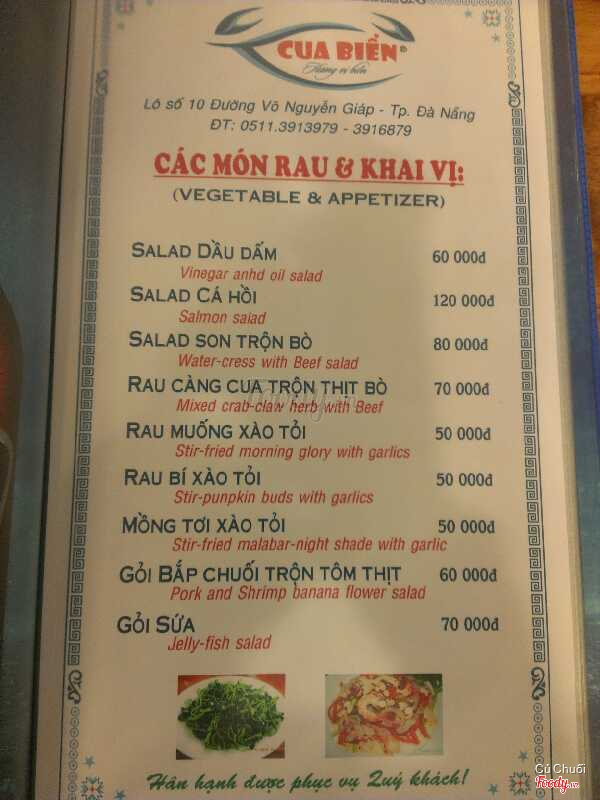 CUA BIỂN®
Hương vị biển
Lô số 10 Đường Võ Nguyễn Giáp - Tp. Đà Nẵng
ĐT: 0511.3913979 - 3916879
CÁC MÓN RAU & KHAI VỊ:
(VEGETABLE & APPETIZER)
SALAD DẦU DẤM 60 000đ
Vinegar anhd oil salad
SALAD CÁ HỒI 120 000đ
Salmon salad
SALAD SON TRỘN BÒ 80 000đ
Water-cress with Beef salad
RAU CÀNG CUA TRỘN THỊT BÒ 70 000đ
Mixed crab-claw herb with Beef
RAU MUỐNG XÀO TỎI 50 000đ
Stir-fried morning glory with garlics
RAU BÍ XÀO TỎI 50 000đ
Stir-punpkin buds with garlics
MỒNG TƠI XÀO TỎI 50 000đ
Stir-fried malabar-night shade with garlic
GỎI BẮP CHUỐI TRỘN TÔM THỊT 60 000đ
Pork and Shrimp banana flower salad
GỎI SỨA 70 000đ
Jelly-fish salad
Hân hạnh được phục vụ Quý khách!
Củ Chuối
Foody.vn